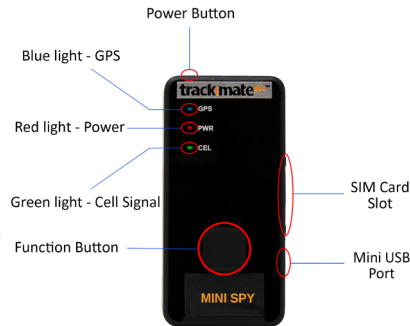 Power Button
Blue light - GPS
trackmate
GPS
Red light - Power
PWR
CEL
Green light - Cell Signal
SIM Card
Slot
Function Button
Mini USB
Port
MINI SPY